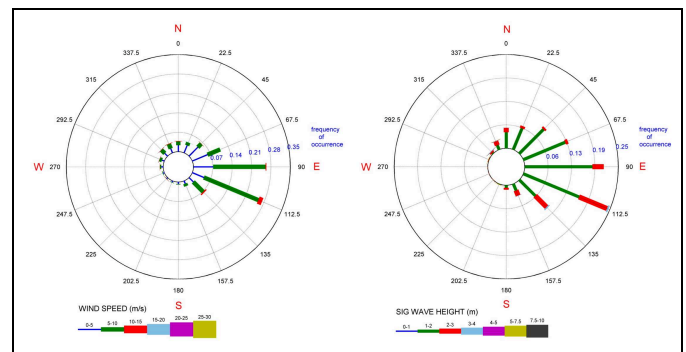 N
0
337.5 22.5
315 45
292.5 67.5
frequency
of
occurrence
0.07 0.14 0.21 0.28 0.35
W 270 90 E
247.5 112.5
225 135
202.5 157.5
180
S
WIND SPEED (m/s)
0-5 5-10 10-15 15-20 20-25 25-30
N
0
337.5 22.5
315 45
292.5 67.5
frequency
of
occurrence
0.06 0.13 0.19 0.25
W 270 90 E
247.5 112.5
225 135
202.5 157.5
180
S
SIG WAVE HEIGHT (m)
0-1 1-2 2-3 3-4 4-5 5-7.5 7.5-10